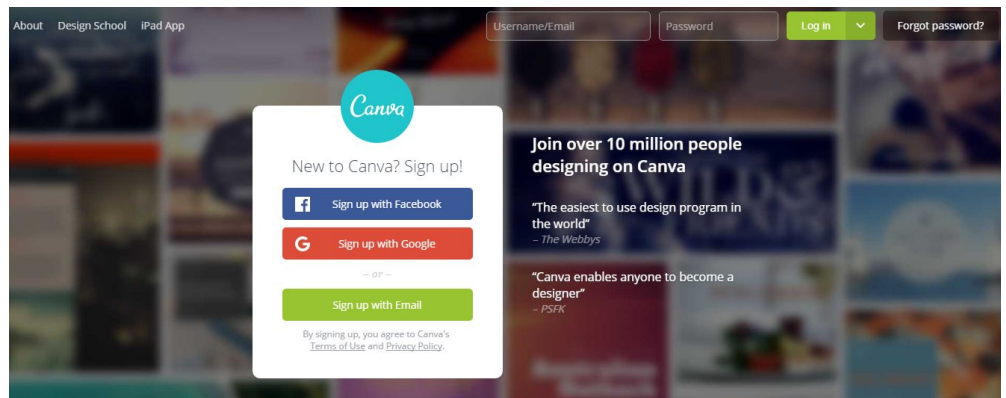 About Design School iPad App Username/Email Password Log in Forgot password?
Canva
New to Canva? Sign up!
Sign up with Facebook
G Sign up with Google
– or –
Sign up with Email
By signing up, you agree to Canva's
Terms of Use and Privacy Policy.
Join over 10 million people
designing on Canva
“The easiest to use design program in
the world”
– The Webbys
“Canva enables anyone to become a
designer”
– PSFK